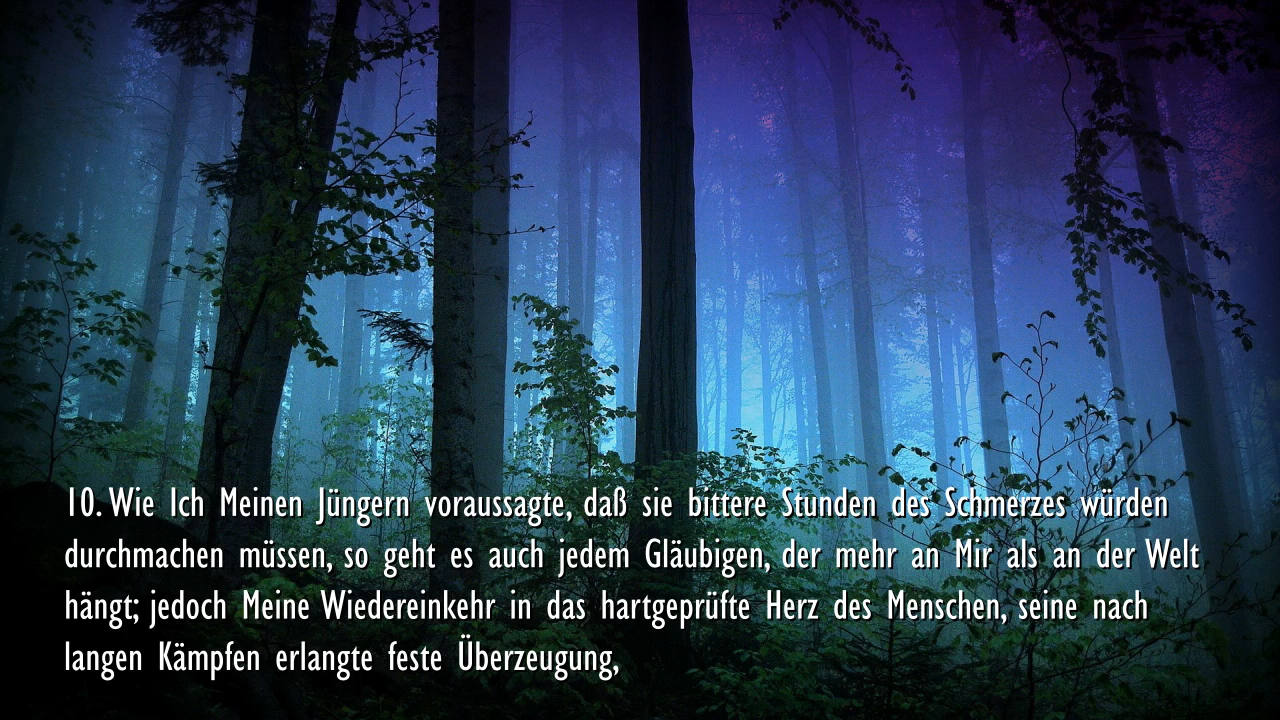 10. Wie Ich Meinen Jüngern voraussagte, daß sie bittere Stunden des Schmerzes würden
durchmachen müssen, so geht es auch jedem Gläubigen, der mehr an Mir als an der Welt
hängt; jedoch Meine Wiedereinkehr in das hartgeprüfte Herz des Menschen, seine nach
langen Kämpfen erlangte feste Überzeugung,